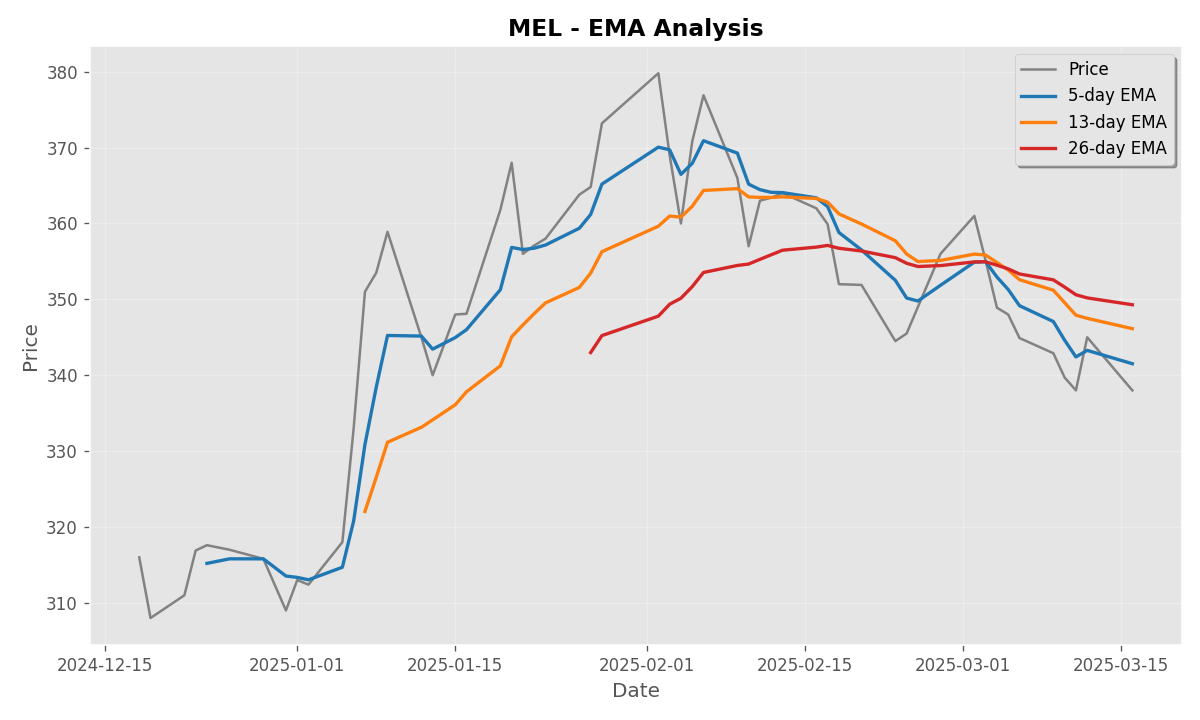 MEL - EMA Analysis
Price
5-day EMA
13-day EMA
26-day EMA
380
370
360
350
340
330
320
310
Price
2024-12-15
2025-01-01
2025-01-15
2025-02-01
2025-02-15
2025-03-01
2025-03-15
Date